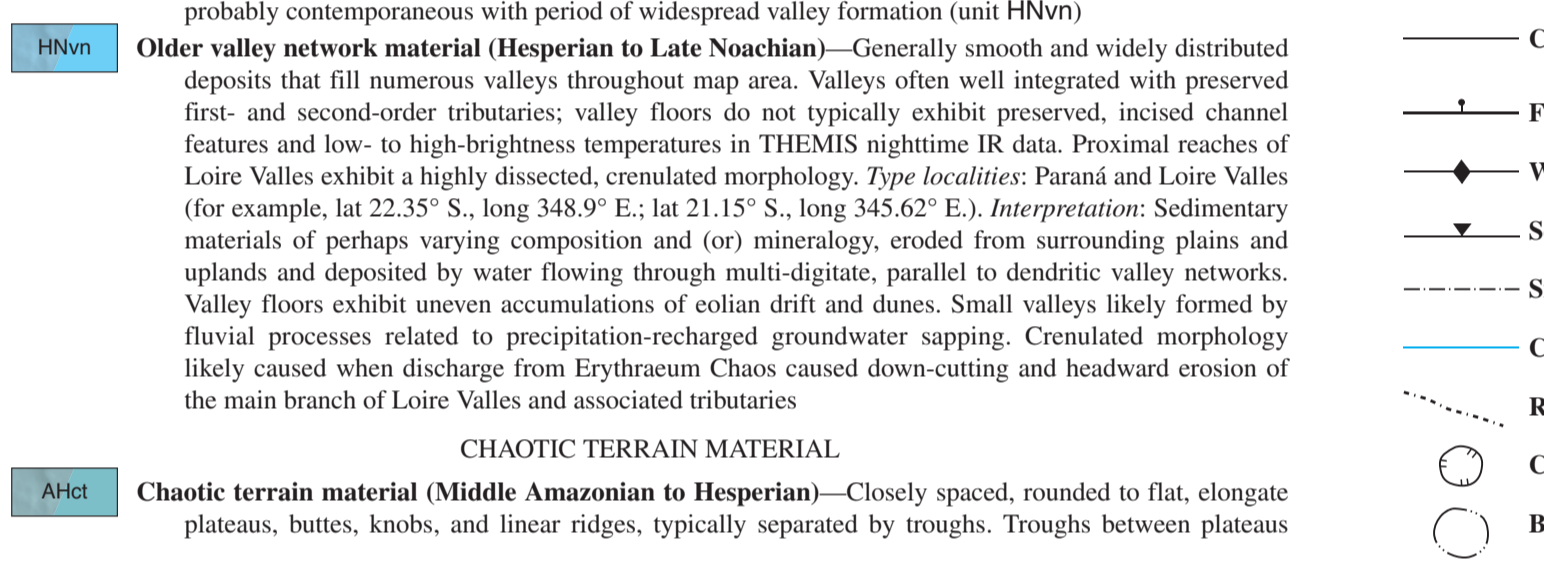 probably contemporaneous with period of widespread valley formation (unit HNvn)
HNvn
Older valley network material (Hesperian to Late Noachian)—Generally smooth and widely distributed
deposits that fill numerous valleys throughout map area. Valleys often well integrated with preserved
first- and second-order tributaries; valley floors do not typically exhibit preserved, incised channel
features and low- to high-brightness temperatures in THEMIS nighttime IR data. Proximal reaches of
Loire Valles exhibit a highly dissected, crenulated morphology. Type localities: Paraná and Loire Valles
(for example, lat 22.35° S., long 348.9° E.; lat 21.15° S., long 345.62° E.). Interpretation: Sedimentary
materials of perhaps varying composition and (or) mineralogy, eroded from surrounding plains and
uplands and deposited by water flowing through multi-digitate, parallel to dendritic valley networks.
Valley floors exhibit uneven accumulations of eolian drift and dunes. Small valleys likely formed by
fluvial processes related to precipitation-recharged groundwater sapping. Crenulated morphology
likely caused when discharge from Erythraeum Chaos caused down-cutting and headward erosion of
the main branch of Loire Valles and associated tributaries
CHAOTIC TERRAIN MATERIAL
AHct
Chaotic terrain material (Middle Amazonian to Hesperian)—Closely spaced, rounded to flat, elongate
plateaus, buttes, knobs, and linear ridges, typically separated by troughs. Troughs between plateaus